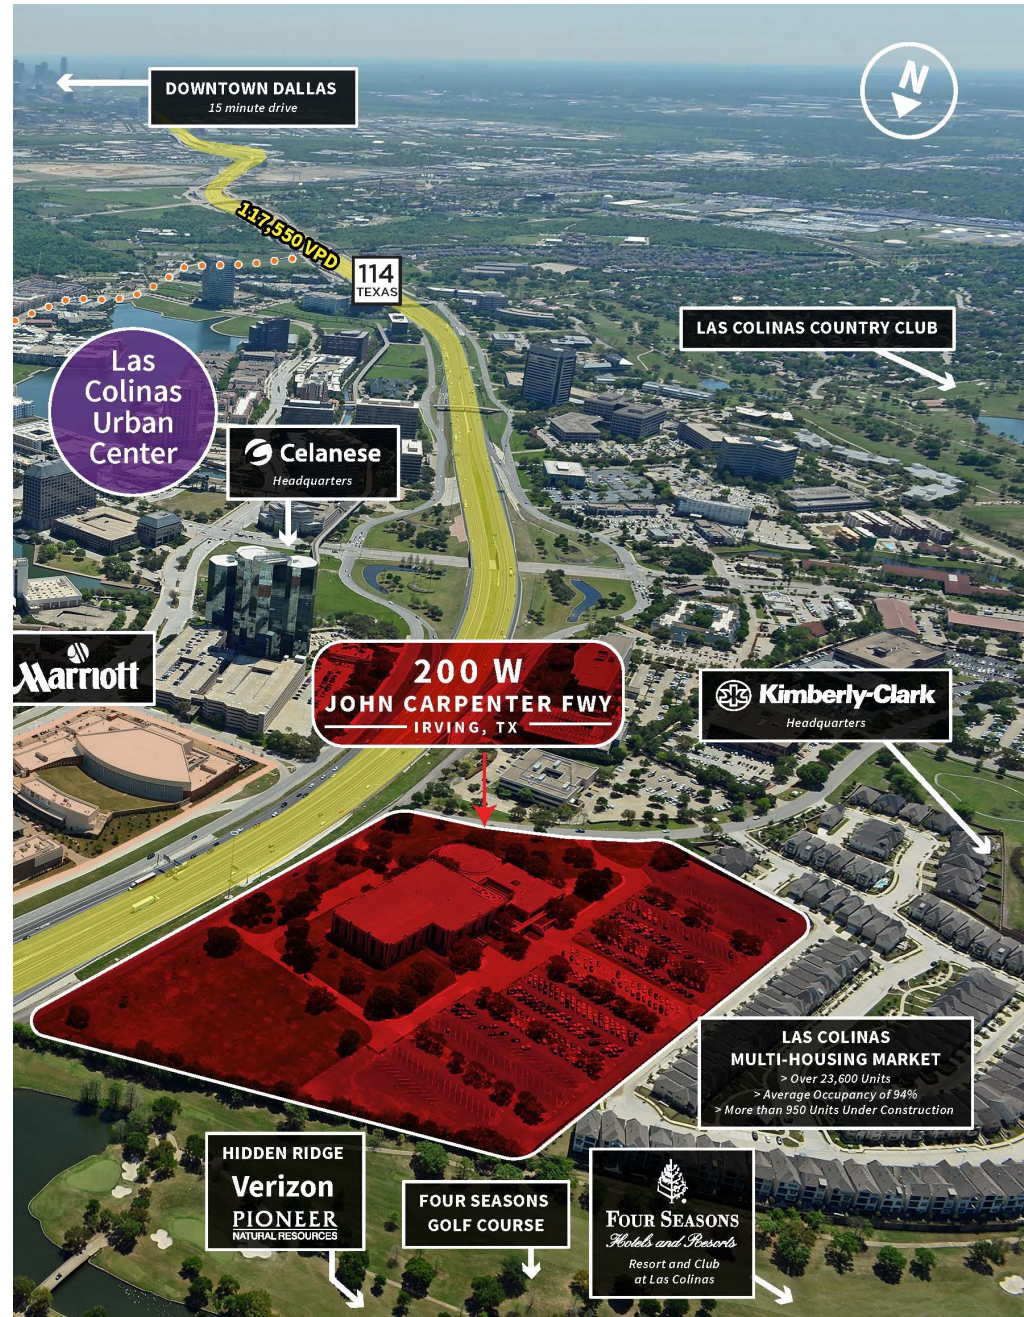 DOWNTOWN DALLAS
15 minute drive
N
117,550 VPD
114
TEXAS
LAS COLINAS COUNTRY CLUB
Las
Colinas
Urban
Center
Celanese
Headquarters
Marriott
200 W
JOHN CARPENTER FWY
IRVING, TX
Kimberly-Clark
Headquarters
LAS COLINAS
MULTI-HOUSING MARKET
> Over 23,600 Units
> Average Occupancy of 94%
> More than 950 Units Under Construction
HIDDEN RIDGE
Verizon
PIONEER
NATURAL RESOURCES
FOUR SEASONS
GOLF COURSE
FOUR SEASONS
Hotels and Resorts
Resort and Club
at Las Colinas